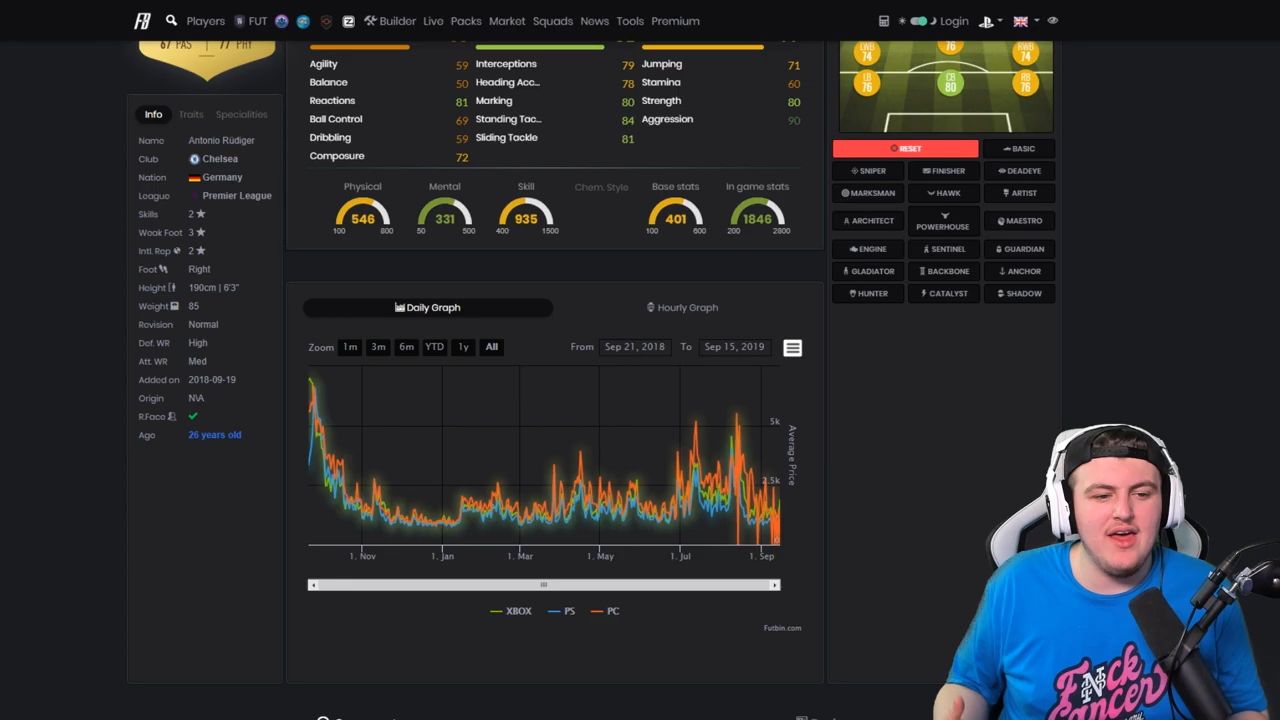 FB Players FUT Z Builder Live Packs Market Squads News Tools Premium Login
67 PAS 77 PHY
Info Traits Specialities
Name Antonio Rüdiger
Club Chelsea
Nation Germany
League Premier League
Skills 2
Weak Foot 3
Intl. Rep 2
Foot Right
Height 190cm | 6'3"
Weight 85
Revision Normal
Def. WR High
Att. WR Med
Added on 2018-09-19
Origin N\A
R.Face
Age 26 years old
Agility 59
Balance 50
Reactions 81
Ball Control 69
Dribbling 59
Composure 72
Interceptions 79
Heading Acc... 78
Marking 80
Standing Tac... 84
Sliding Tackle 81
Jumping 71
Stamina 60
Strength 80
Aggression 90
Physical Mental Skill Chem. Style Base stats In game stats
546 331 935 401 1846
100 800 50 500 400 1500 100 600 200 2800
Daily Graph Hourly Graph
Zoom 1m 3m 6m YTD 1y All From Sep 21, 2018 To Sep 15, 2019
5k
2.5k
0
Average Price
1. Nov 1. Jan 1. Mar 1. May 1. Jul 1. Sep
XBOX PS PC
Futbin.com
LWB 74 76 RWB 74
LB 76 CB 80 RB 76
RESET BASIC
SNIPER FINISHER DEADEYE
MARKSMAN HAWK ARTIST
ARCHITECT POWERHOUSE MAESTRO
ENGINE SENTINEL GUARDIAN
GLADIATOR BACKBONE ANCHOR
HUNTER CATALYST SHADOW
F*ck
Cancer